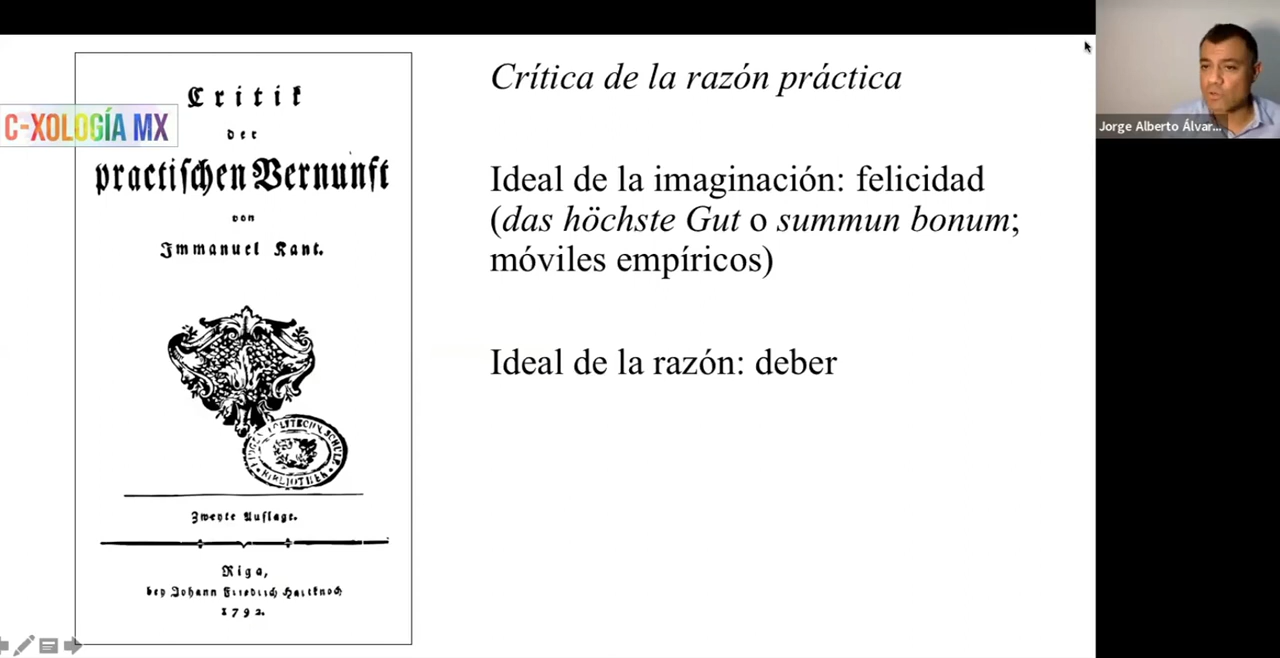 Critik
der
practischen Vernunft
von
Immanuel Kant.
Zweyte Auflage.
Riga,
bey Johann Friedrich Hartknoch
1792.
C-XOLOGÍA MX
Crítica de la razón práctica
Ideal de la imaginación: felicidad
(das höchste Gut o summun bonum;
móviles empíricos)
Ideal de la razón: deber
Jorge Alberto Álvar...